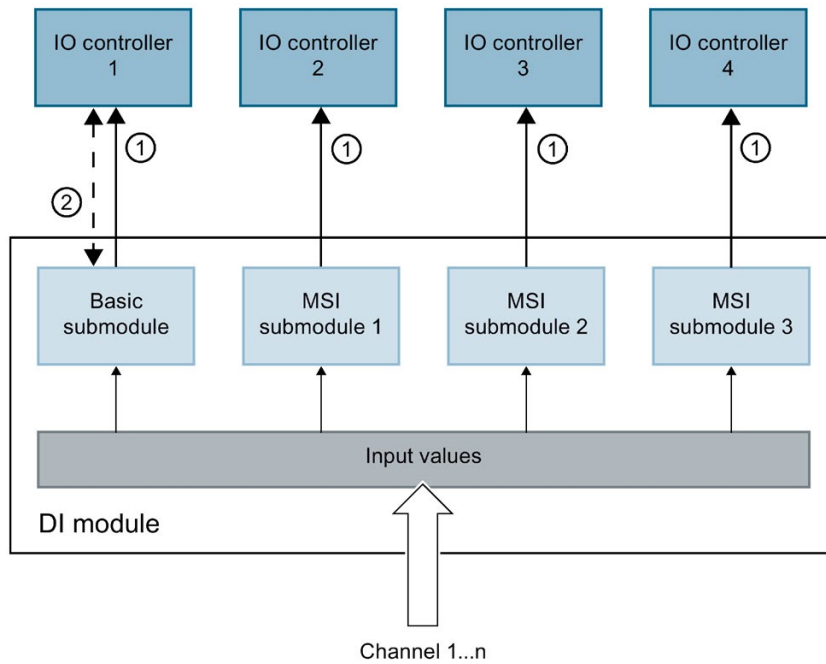 IO controller
1
IO controller
2
IO controller
3
IO controller
4
1
1
1
1
2
Basic
submodule
MSI
submodule 1
MSI
submodule 2
MSI
submodule 3
Input values
DI module
Channel 1...n